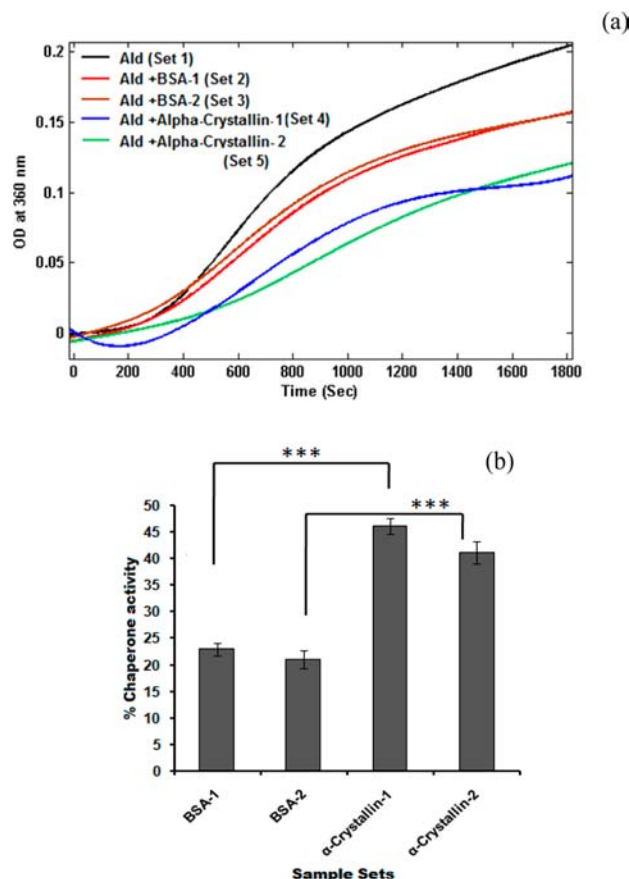 (a)
0.2
0.15
0.1
0.05
0
OD at 360 nm
Ald (Set 1)
Ald +BSA-1 (Set 2)
Ald +BSA-2 (Set 3)
Ald +Alpha-Crystallin-1(Set 4)
Ald +Alpha-Crystallin-2
(Set 5)
0 200 400 600 800 1000 1200 1400 1600 1800
Time (Sec)
(b)
***
***
50
45
40
35
30
25
20
15
10
5
0
% Chaperone activity
BSA-1
BSA-2
α-Crystallin-1
α-Crystallin-2
Sample Sets